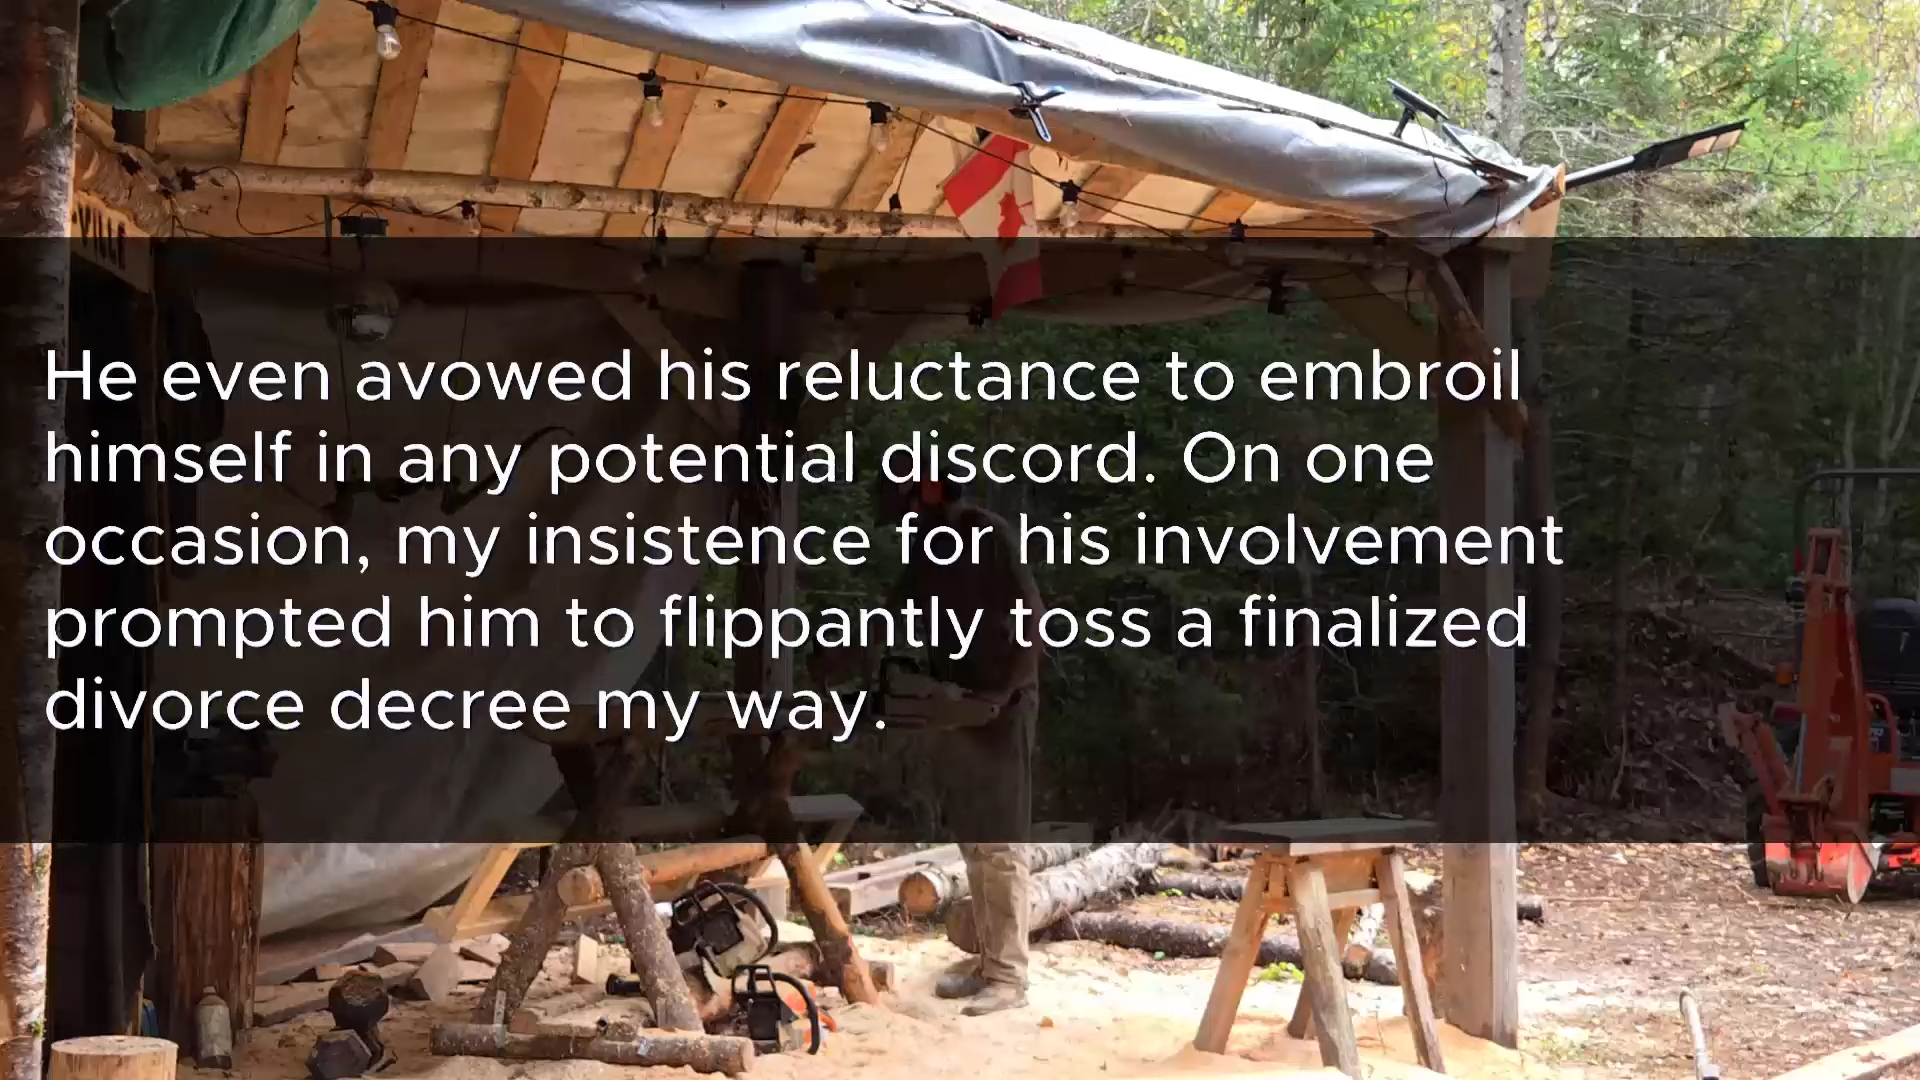 He even avowed his reluctance to embroil
himself in any potential discord. On one
occasion, my insistence for his involvement
prompted him to flippantly toss a finalized
divorce decree my way.